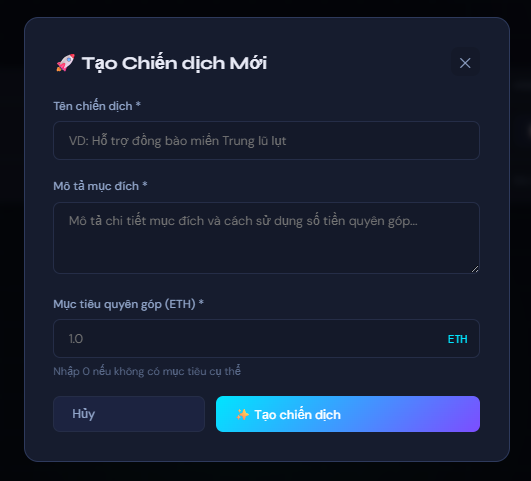 🚀 Tạo Chiến dịch Mới
Tên chiến dịch *
VD: Hỗ trợ đồng bào miền Trung lũ lụt
Mô tả mục đích *
Mô tả chi tiết mục đích và cách sử dụng số tiền quyên góp...
Mục tiêu quyên góp (ETH) *
1.0 ETH
Nhập 0 nếu không có mục tiêu cụ thể
Hủy ✨ Tạo chiến dịch